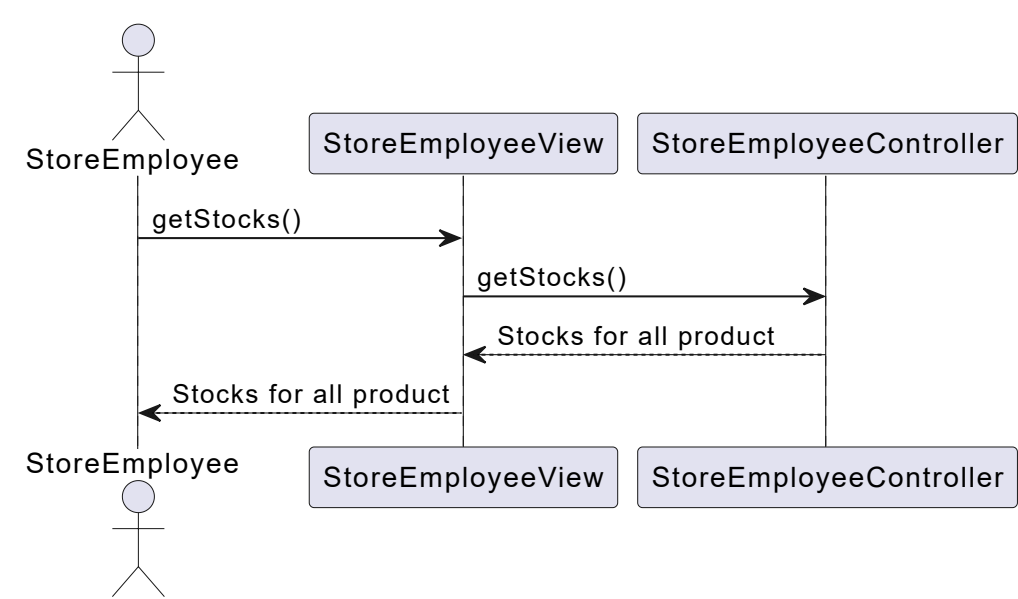 StoreEmployee
StoreEmployeeView
StoreEmployeeController
getStocks()
getStocks()
Stocks for all product
Stocks for all product
StoreEmployee
StoreEmployeeView
StoreEmployeeController